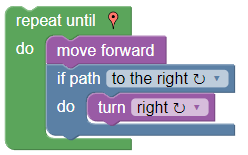 repeat until
do move forward
if path to the right ↻ ▾
do turn right ↻ ▾